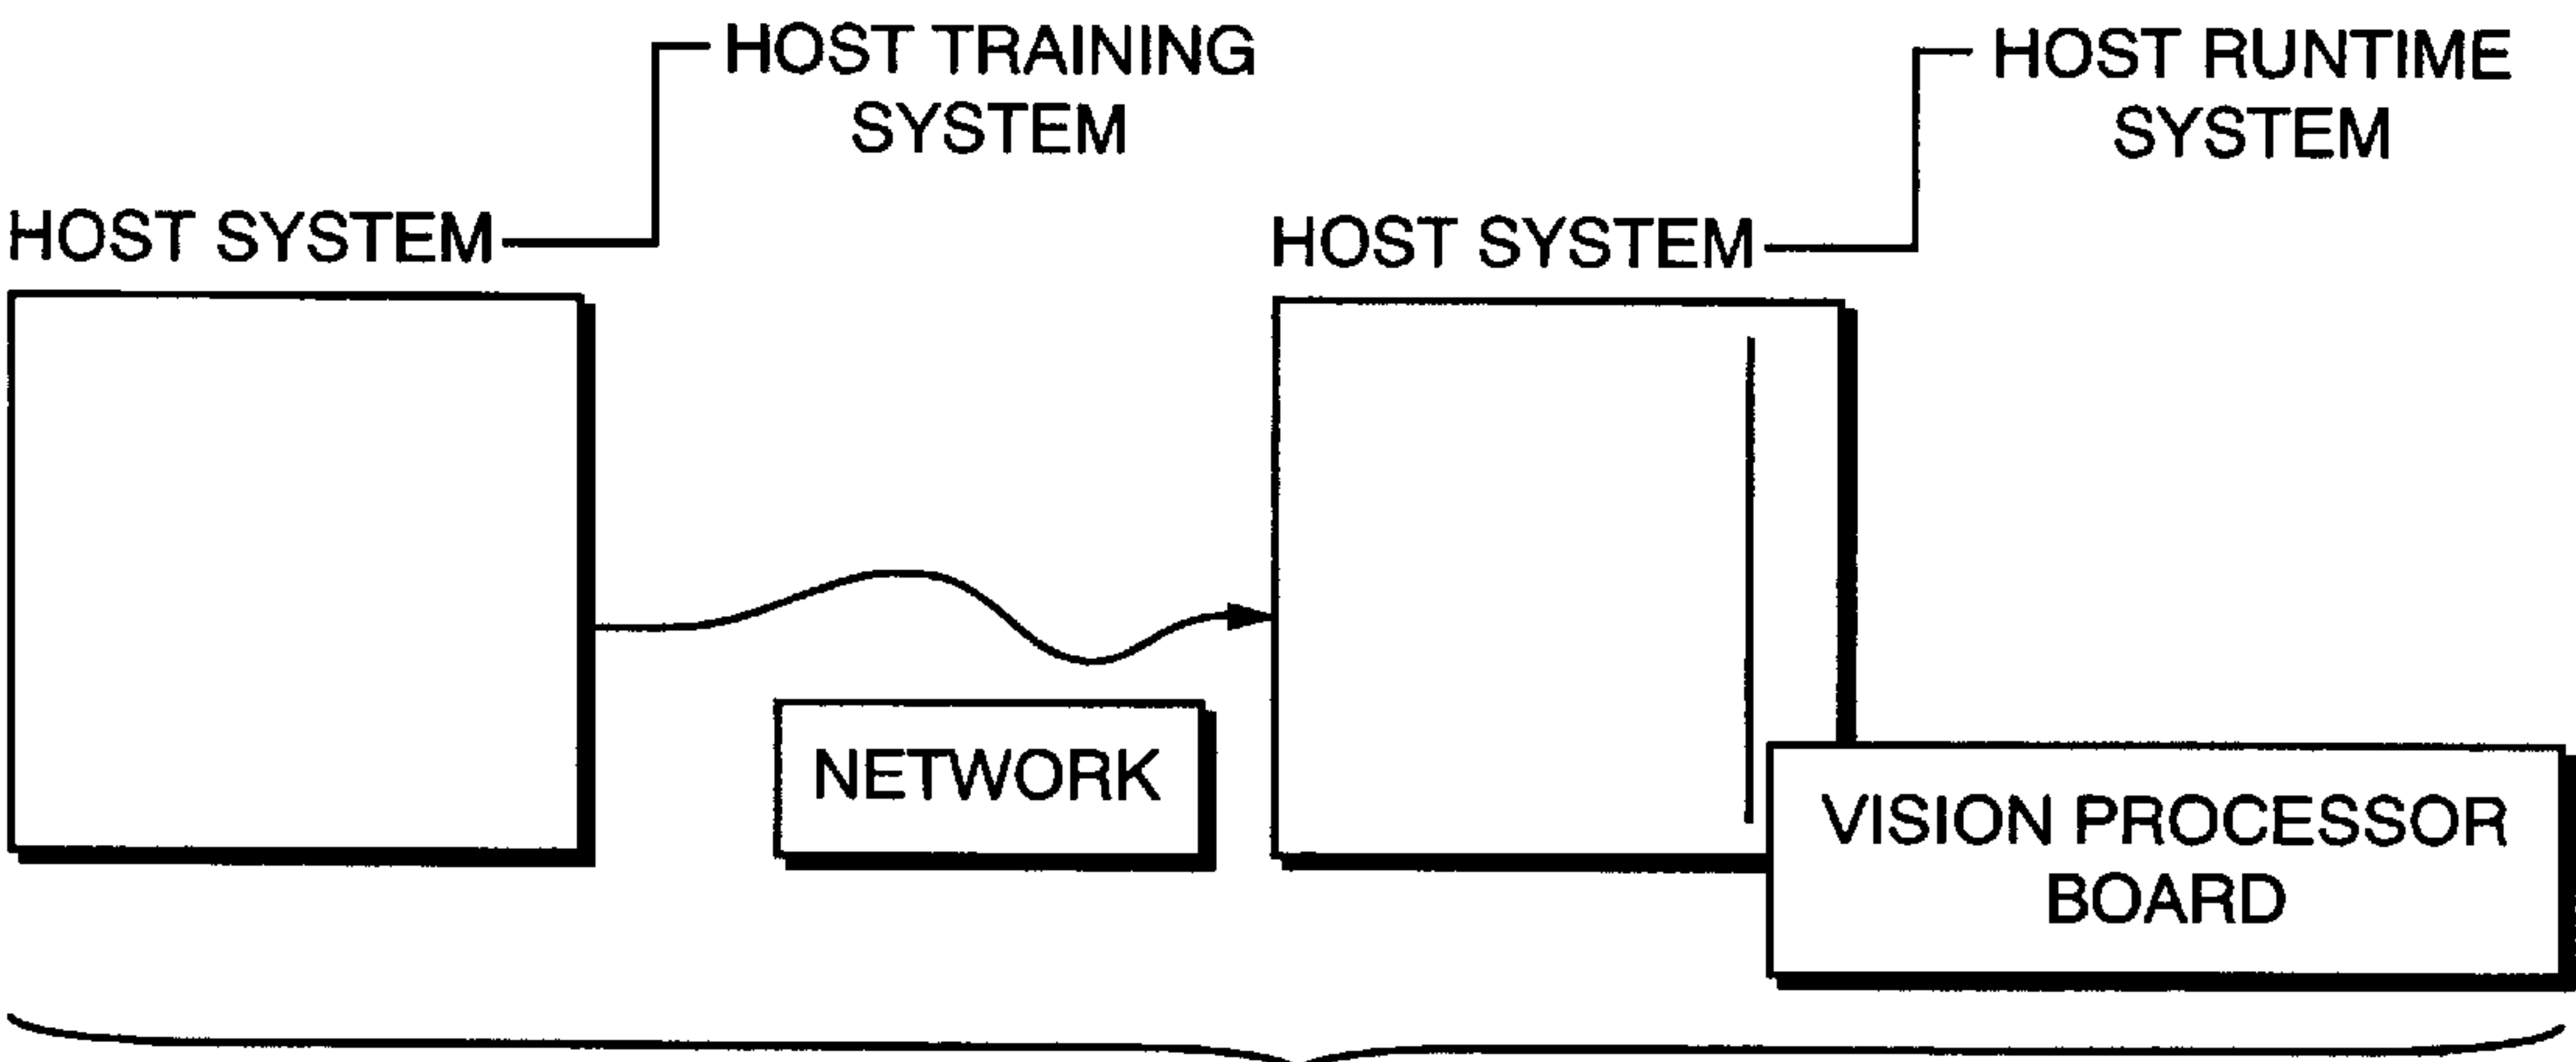 HOST TRAINING
SYSTEM
HOST RUNTIME
SYSTEM
HOST SYSTEM
HOST SYSTEM
NETWORK
VISION PROCESSOR
BOARD